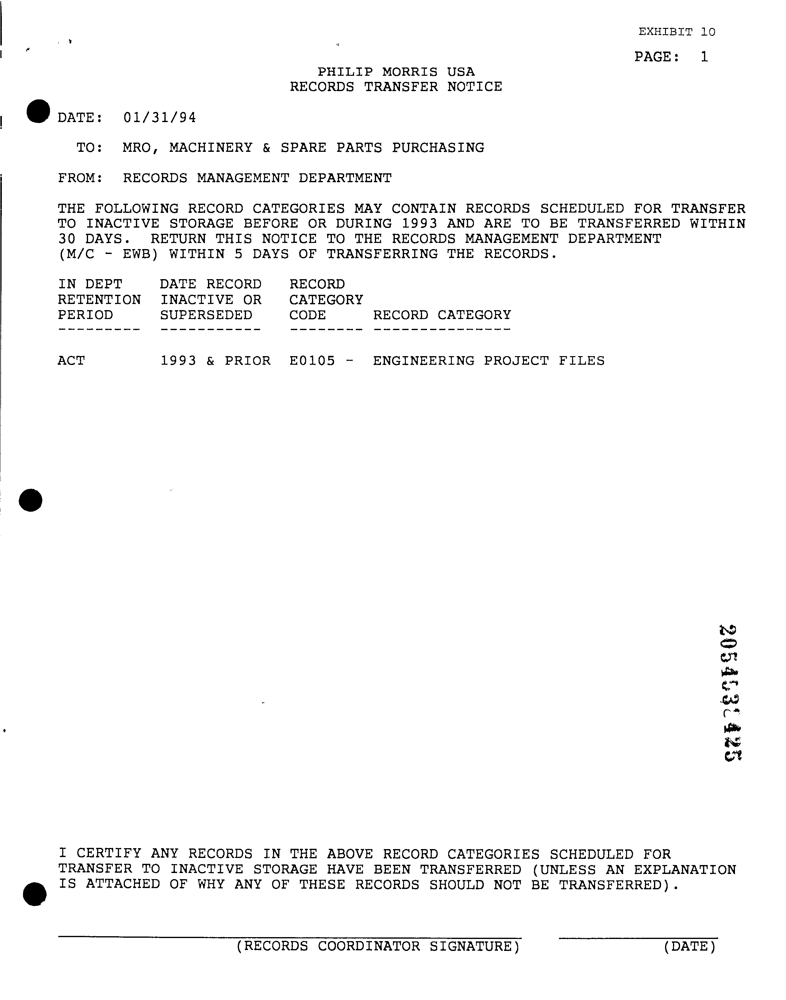 EXHIBIT 10
PAGE: 1
PHILIP MORRIS USA
RECORDS TRANSFER NOTICE
DATE: 01/31/94
TO: MRO, MACHINERY & SPARE PARTS PURCHASING
FROM: RECORDS MANAGEMENT DEPARTMENT
THE FOLLOWING RECORD CATEGORIES MAY CONTAIN RECORDS SCHEDULED FOR TRANSFER
TO INACTIVE STORAGE BEFORE OR DURING 1993 AND ARE TO BE TRANSFERRED WITHIN
30 DAYS. RETURN THIS NOTICE TO THE RECORDS MANAGEMENT DEPARTMENT
(M/C - EWB) WITHIN 5 DAYS OF TRANSFERRING THE RECORDS.
IN DEPT DATE RECORD RECORD
RETENTION INACTIVE OR CATEGORY
PERIOD SUPERSEDED CODE RECORD CATEGORY
--------- ----------- -------- ---------------
ACT 1993 & PRIOR E0105 - ENGINEERING PROJECT FILES
I CERTIFY ANY RECORDS IN THE ABOVE RECORD CATEGORIES SCHEDULED FOR
TRANSFER TO INACTIVE STORAGE HAVE BEEN TRANSFERRED (UNLESS AN EXPLANATION
IS ATTACHED OF WHY ANY OF THESE RECORDS SHOULD NOT BE TRANSFERRED).
(RECORDS COORDINATOR SIGNATURE) (DATE)